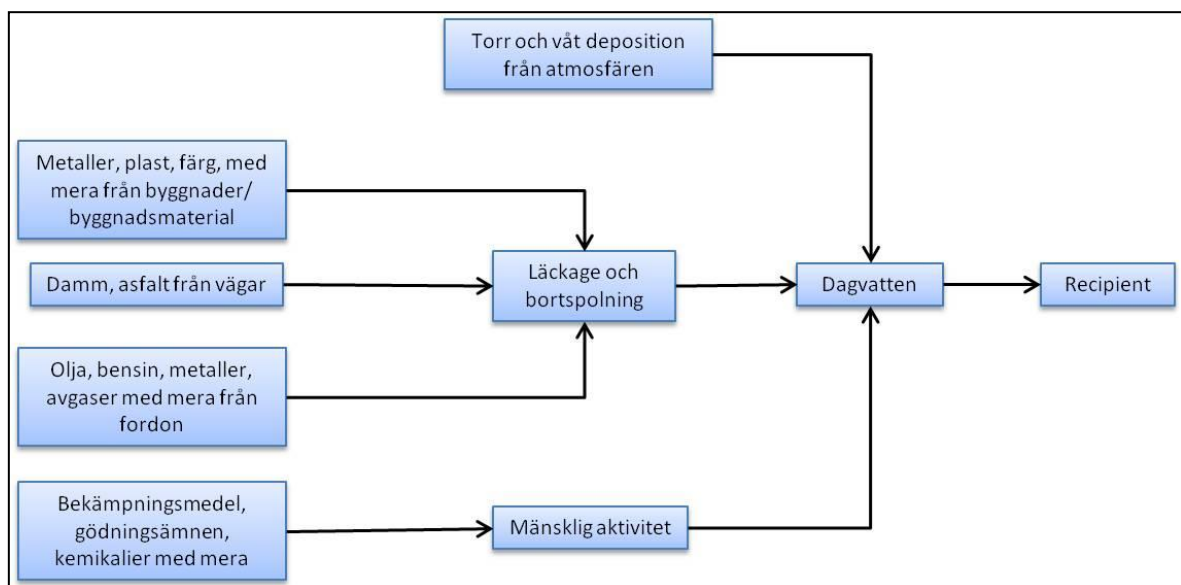 Torr och våt deposition
från atmosfären
Metaller, plast, färg, med
mera från byggnader/
byggnadsmaterial
Damm, asfalt från vägar
Läckage och
bortspolning
Dagvatten
Recipient
Olja, bensin, metaller,
avgaser med mera från
fordon
Bekämpningsmedel,
gödningsämnen,
kemikalier med mera
Mänsklig aktivitet